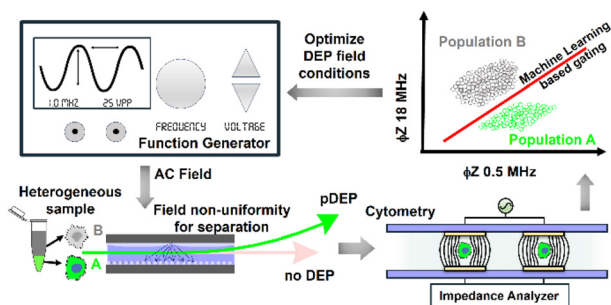 1.0 MHZ
25 VPP
FREQUENCY
VOLTAGE
Function Generator
Optimize
DEP field
conditions
Population B
Machine Learning
based gating
Population A
ϕZ 18 MHz
ϕZ 0.5 MHz
AC Field
Heterogeneous
sample
B
A
Field non-uniformity
for separation
pDEP
no DEP
Cytometry
Impedance Analyzer